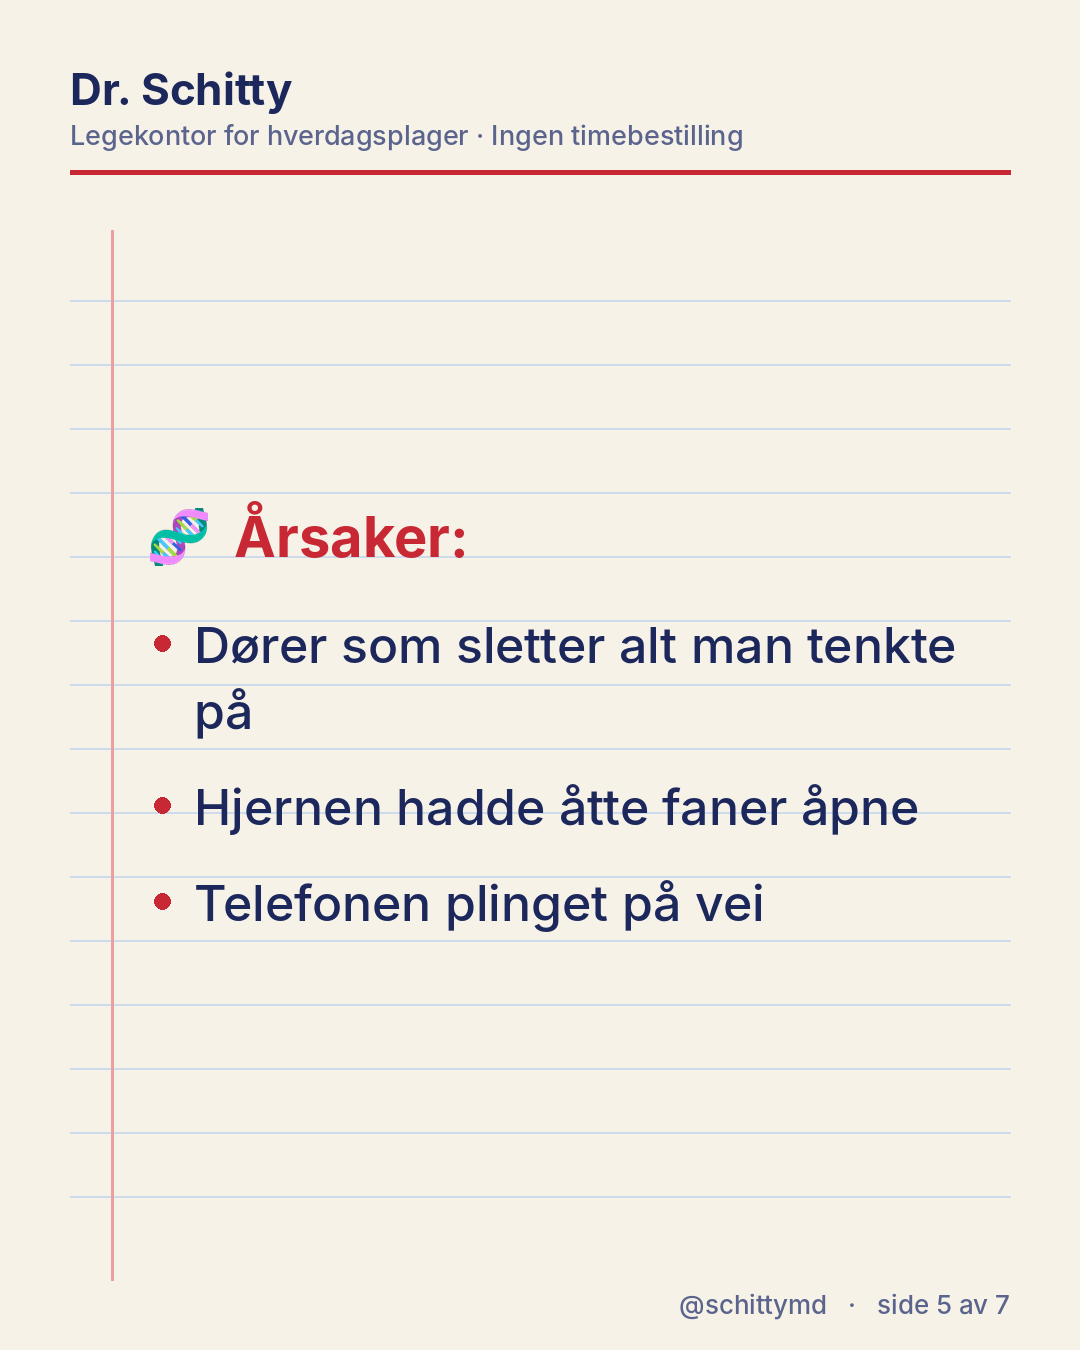 Dr. Schitty
Legekontor for hverdagsplager · Ingen timebestilling
🧬 Årsaker:
• Dører som sletter alt man tenkte
på
• Hjernen hadde åtte faner åpne
• Telefonen plinget på vei
@schittymd · side 5 av 7